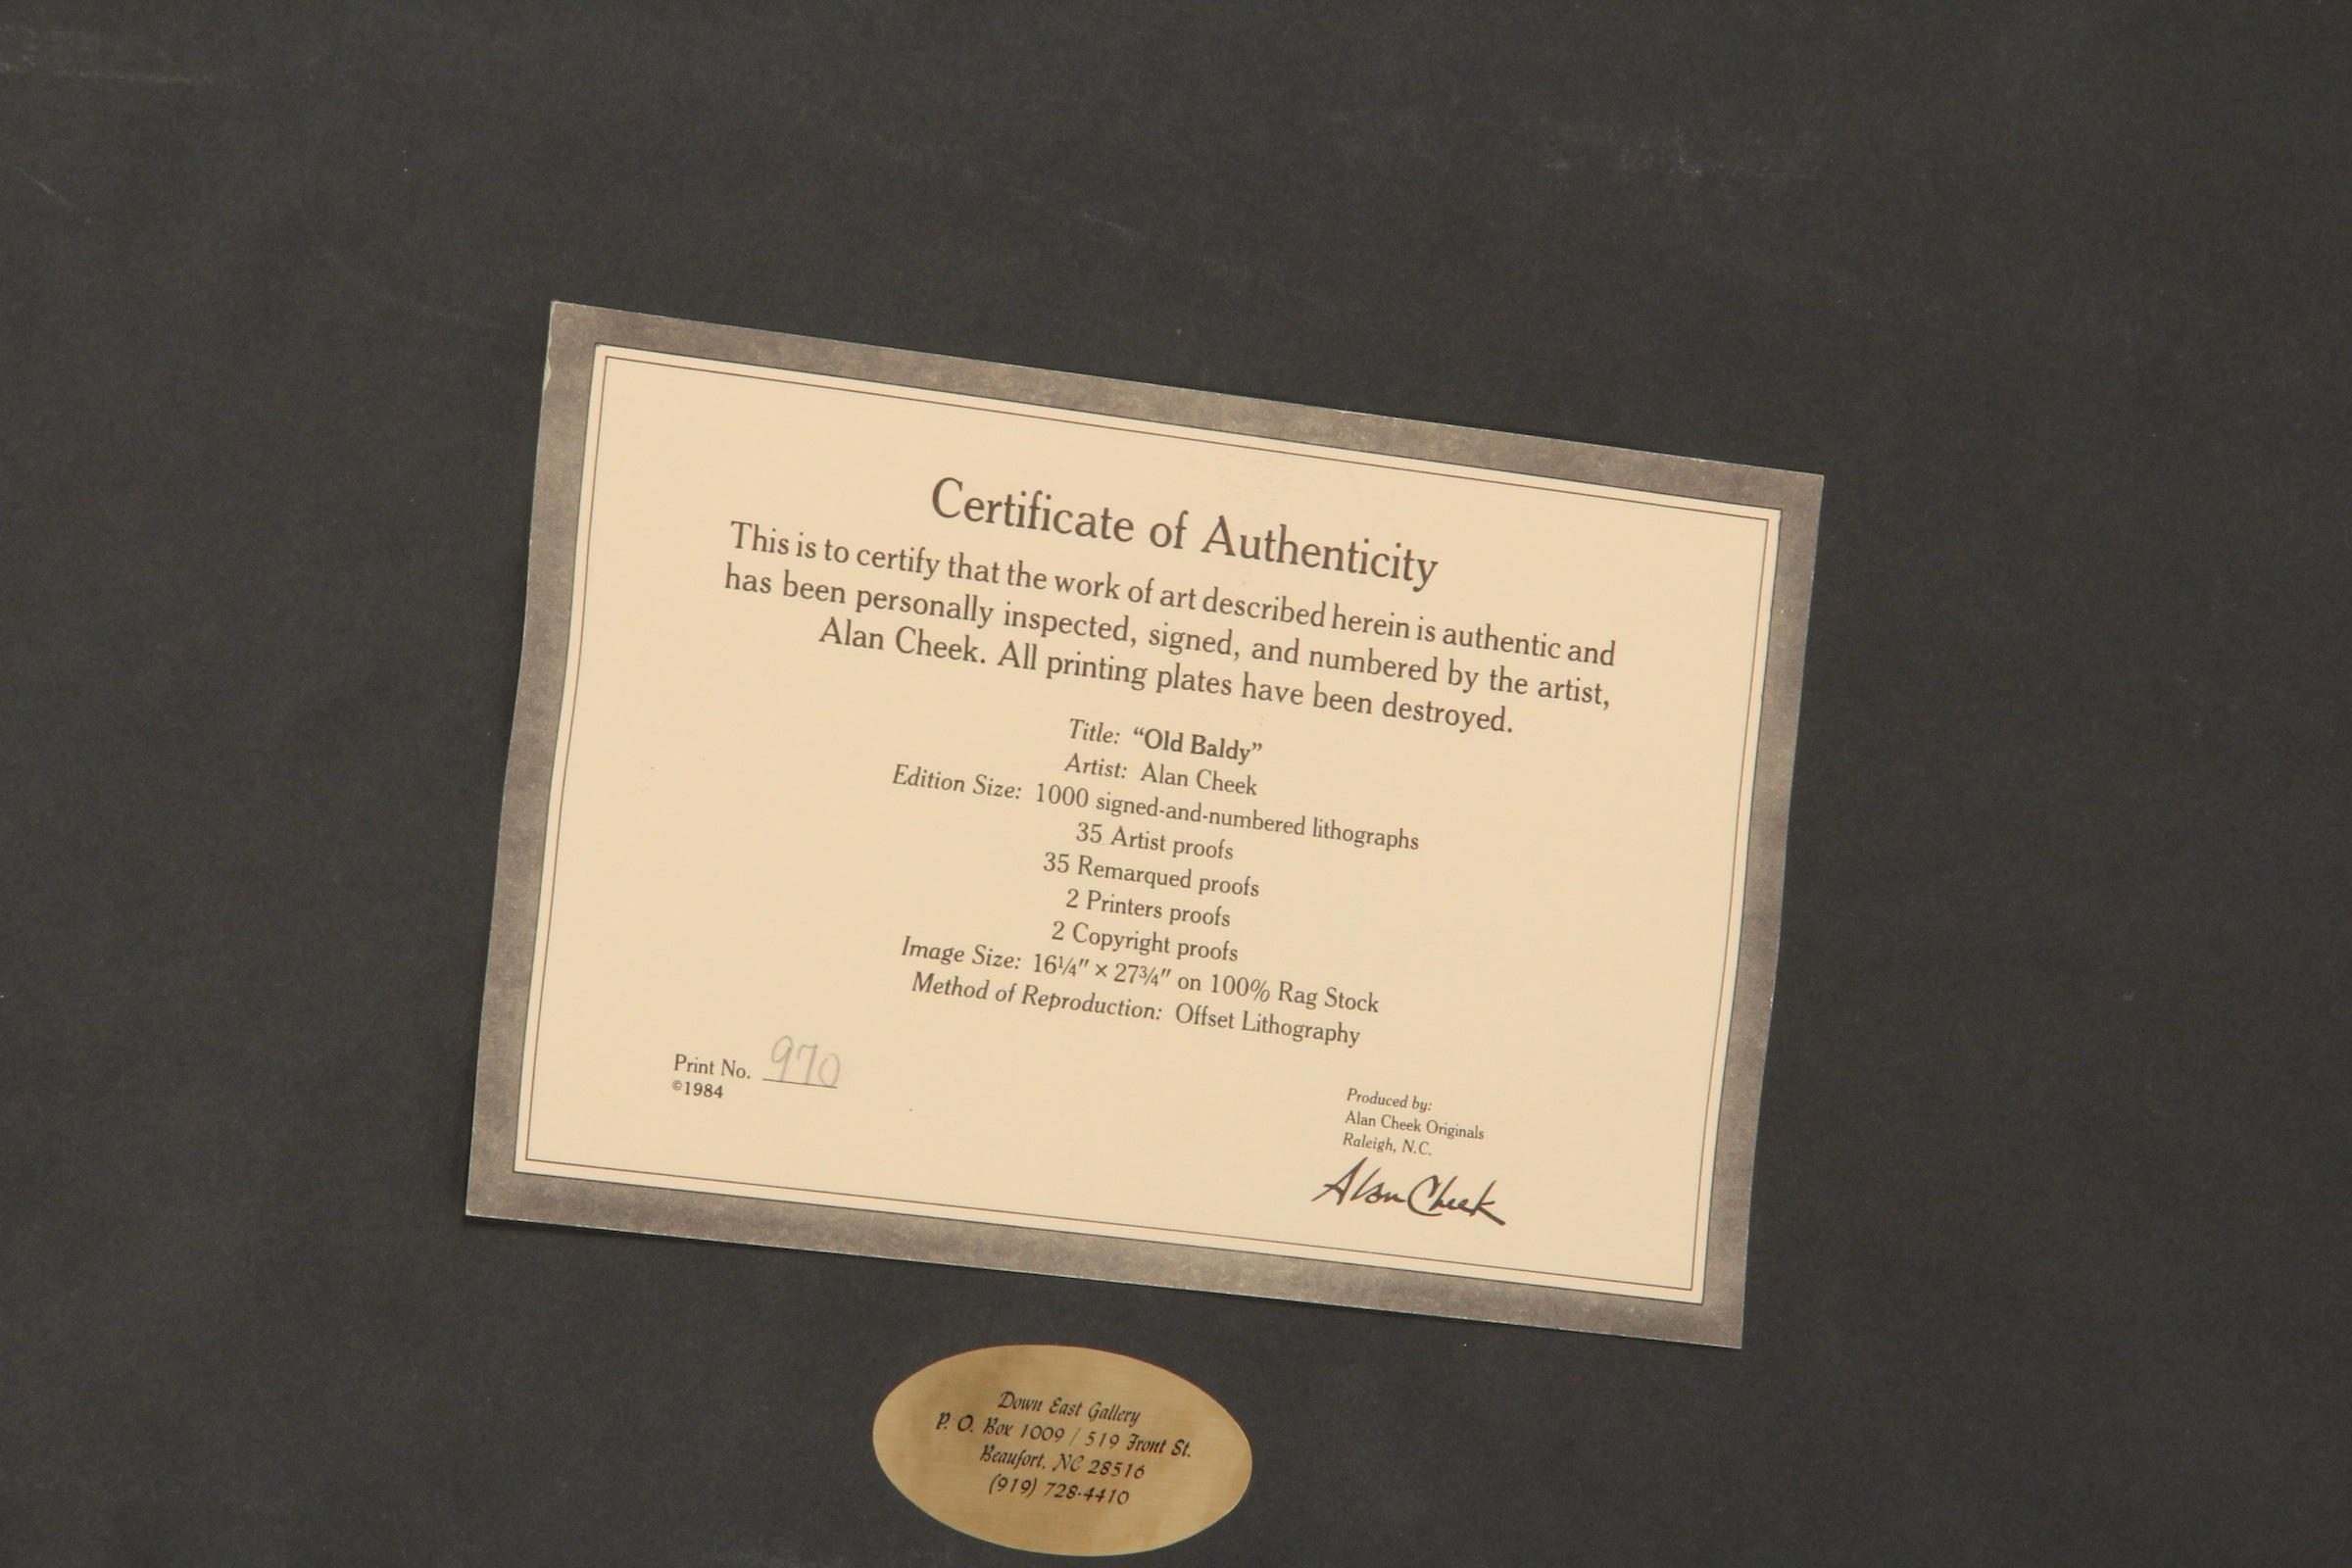 Certificate of Authenticity
This is to certify that the work of art described herein is authentic and
has been personally inspected, signed, and numbered by the artist,
Alan Cheek. All printing plates have been destroyed.
Title: “Old Baldy”
Artist: Alan Cheek
Edition Size: 1000 signed-and-numbered lithographs
35 Artist proofs
35 Remarqued proofs
2 Printers proofs
2 Copyright proofs
Image Size: 16¼″ × 27¾″ on 100% Rag Stock
Method of Reproduction: Offset Lithography
Print No. 970
©1984
Produced by:
Alan Cheek Originals
Raleigh, N.C.
Alan Cheek
Down East Gallery
P. O. Box 1009 / 519 Front St.
Beaufort, NC 28516
(919) 728-4410